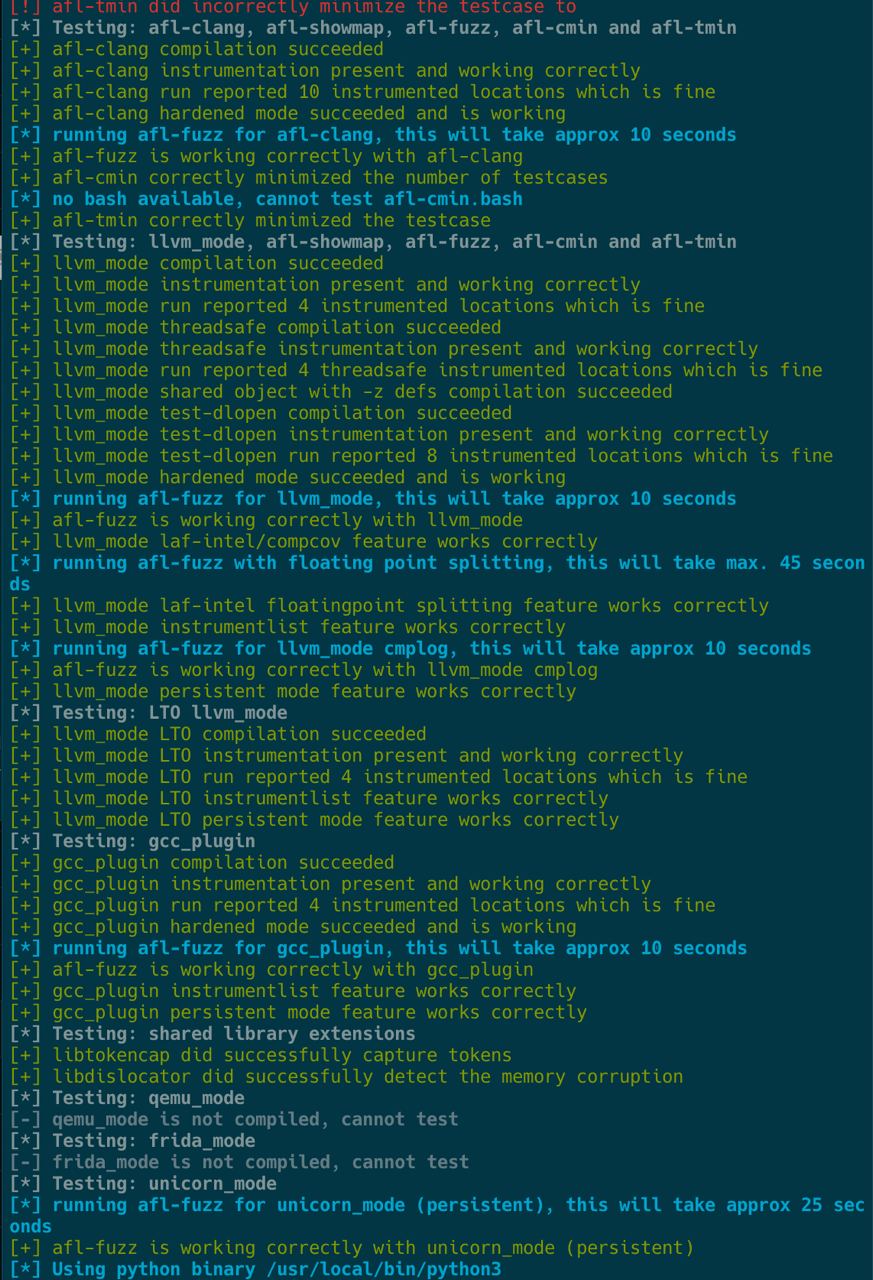 [!] afl-tmin did incorrectly minimize the testcase to
[*] Testing: afl-clang, afl-showmap, afl-fuzz, afl-cmin and afl-tmin
[+] afl-clang compilation succeeded
[+] afl-clang instrumentation present and working correctly
[+] afl-clang run reported 10 instrumented locations which is fine
[+] afl-clang hardened mode succeeded and is working
[*] running afl-fuzz for afl-clang, this will take approx 10 seconds
[+] afl-fuzz is working correctly with afl-clang
[+] afl-cmin correctly minimized the number of testcases
[*] no bash available, cannot test afl-cmin.bash
[+] afl-tmin correctly minimized the testcase
[*] Testing: llvm_mode, afl-showmap, afl-fuzz, afl-cmin and afl-tmin
[+] llvm_mode compilation succeeded
[+] llvm_mode instrumentation present and working correctly
[+] llvm_mode run reported 4 instrumented locations which is fine
[+] llvm_mode threadsafe compilation succeeded
[+] llvm_mode threadsafe instrumentation present and working correctly
[+] llvm_mode run reported 4 threadsafe instrumented locations which is fine
[+] llvm_mode shared object with -z defs compilation succeeded
[+] llvm_mode test-dlopen compilation succeeded
[+] llvm_mode test-dlopen instrumentation present and working correctly
[+] llvm_mode test-dlopen run reported 8 instrumented locations which is fine
[+] llvm_mode hardened mode succeeded and is working
[*] running afl-fuzz for llvm_mode, this will take approx 10 seconds
[+] afl-fuzz is working correctly with llvm_mode
[+] llvm_mode laf-intel/compcov feature works correctly
[*] running afl-fuzz with floating point splitting, this will take max. 45 secon
ds
[+] llvm_mode laf-intel floatingpoint splitting feature works correctly
[+] llvm_mode instrumentlist feature works correctly
[*] running afl-fuzz for llvm_mode cmplog, this will take approx 10 seconds
[+] afl-fuzz is working correctly with llvm_mode cmplog
[+] llvm_mode persistent mode feature works correctly
[*] Testing: LTO llvm_mode
[+] llvm_mode LTO compilation succeeded
[+] llvm_mode LTO instrumentation present and working correctly
[+] llvm_mode LTO run reported 4 instrumented locations which is fine
[+] llvm_mode LTO instrumentlist feature works correctly
[+] llvm_mode LTO persistent mode feature works correctly
[*] Testing: gcc_plugin
[+] gcc_plugin compilation succeeded
[+] gcc_plugin instrumentation present and working correctly
[+] gcc_plugin run reported 4 instrumented locations which is fine
[+] gcc_plugin hardened mode succeeded and is working
[*] running afl-fuzz for gcc_plugin, this will take approx 10 seconds
[+] afl-fuzz is working correctly with gcc_plugin
[+] gcc_plugin instrumentlist feature works correctly
[+] gcc_plugin persistent mode feature works correctly
[*] Testing: shared library extensions
[+] libtokencap did successfully capture tokens
[+] libdislocator did successfully detect the memory corruption
[*] Testing: qemu_mode
[-] qemu_mode is not compiled, cannot test
[*] Testing: frida_mode
[-] frida_mode is not compiled, cannot test
[*] Testing: unicorn_mode
[*] running afl-fuzz for unicorn_mode (persistent), this will take approx 25 sec
onds
[+] afl-fuzz is working correctly with unicorn_mode (persistent)
[*] Using python binary /usr/local/bin/python3